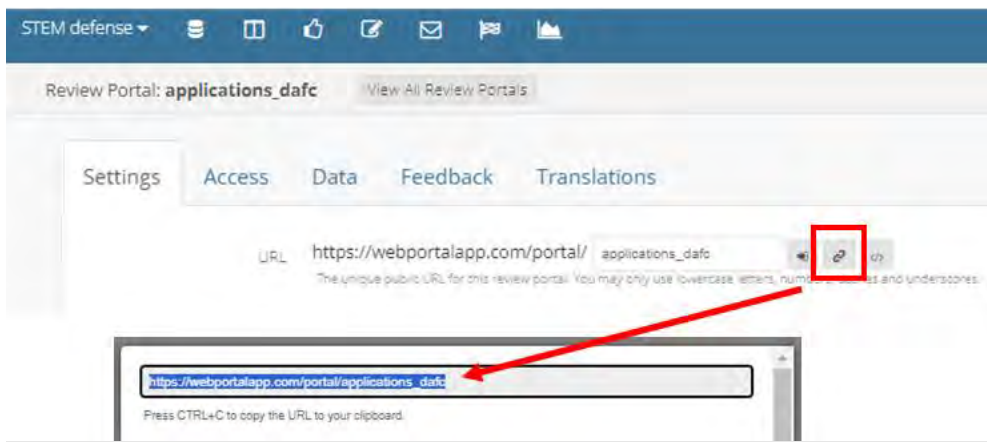 STEM defense
Review Portal: applications_dafc View All Review Portals
Settings Access Data Feedback Translations
URL https://webportalapp.com/portal/ applications_dafc </>
The unique public URL for this review portal. You may only use lowercase letters, numbers, and underscores.
https://webportalapp.com/portal/applications_dafc
Press CTRL+C to copy the URL to your clipboard.